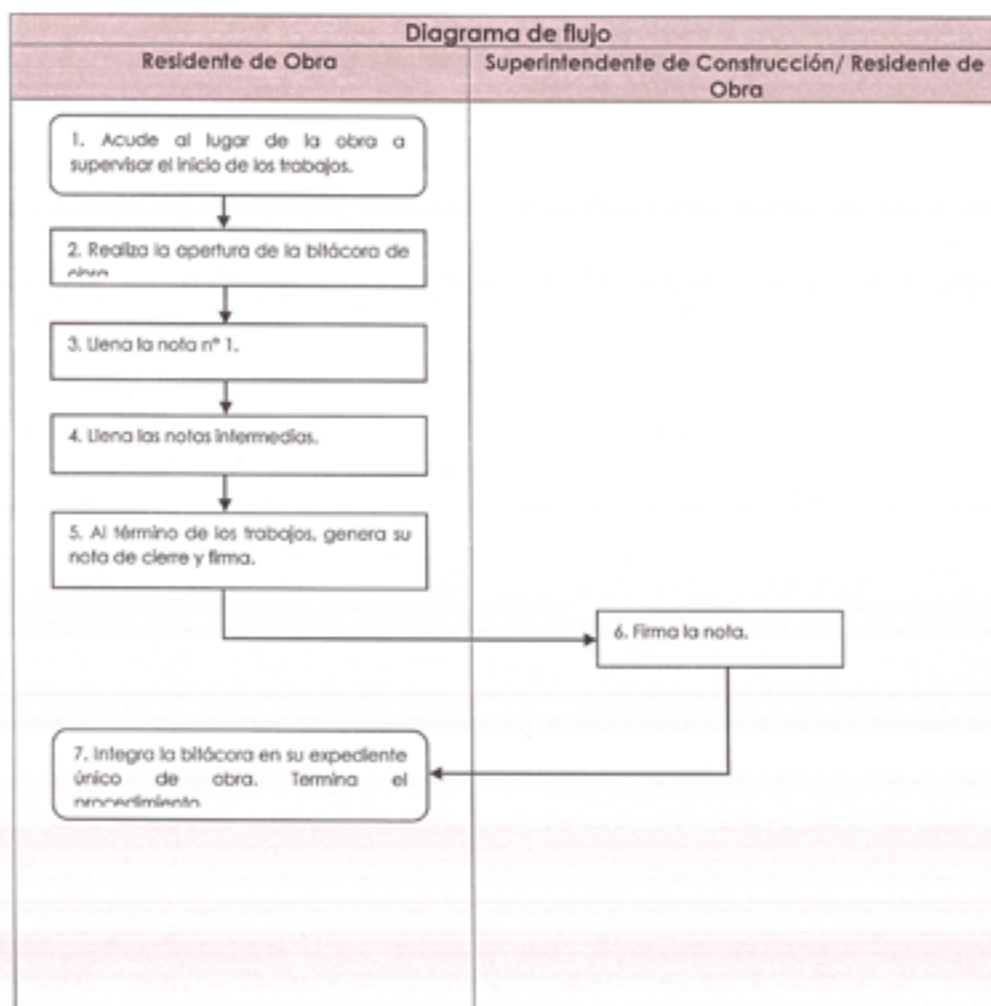 Diagrama de flujo
Residente de Obra
Superintendente de Construcción/ Residente de
Obra
1. Acude al lugar de la obra a
supervisar el inicio de los trabajos.
2. Realiza la apertura de la bitácora de
obra
3. Llena la nota n° 1.
4. Llena las notas intermedias.
5. Al término de los trabajos, genera su
nota de cierre y firma.
6. Firma la nota.
7. Integra la bitácora en su expediente
único de obra. Termina el
procedimiento